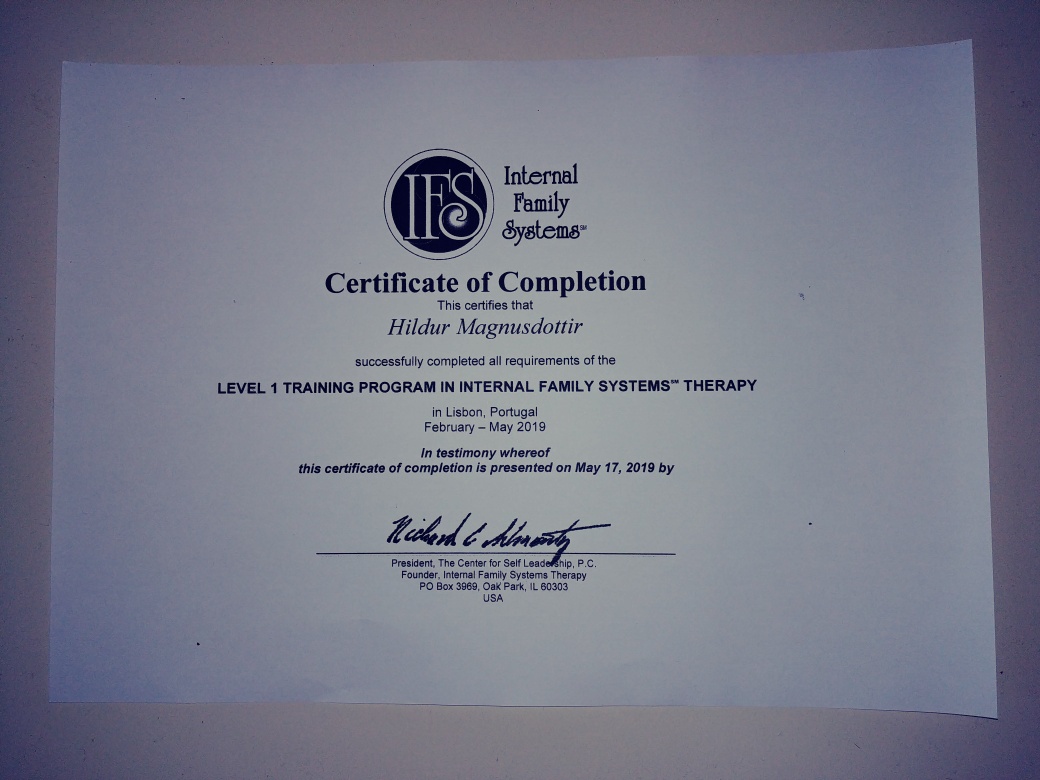 IFS
Internal
Family
Systems℠
Certificate of Completion
This certifies that
Hildur Magnusdottir
successfully completed all requirements of the
LEVEL 1 TRAINING PROGRAM IN INTERNAL FAMILY SYSTEMS℠ THERAPY
in Lisbon, Portugal
February – May 2019
In testimony whereof
this certificate of completion is presented on May 17, 2019 by
Richard C Schwartz
President, The Center for Self Leadership, P.C.
Founder, Internal Family Systems Therapy
PO Box 3969, Oak Park, IL 60303
USA